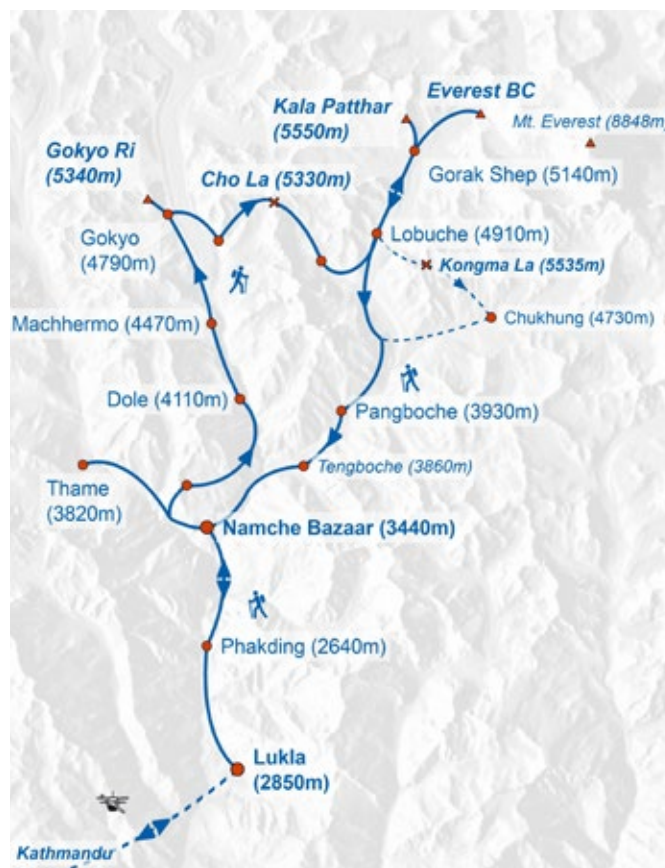 Everest BC
Kala Patthar
(5550m)
Mt. Everest (8848m)
Gokyo Ri
(5340m)
Cho La (5330m)
Gorak Shep (5140m)
Gokyo
(4790m)
Lobuche (4910m)
Kongma La (5535m)
Machhermo (4470m)
Chukhung (4730m)
Dole (4110m)
Pangboche (3930m)
Tengboche (3860m)
Thame
(3820m)
Namche Bazaar (3440m)
Phakding (2640m)
Lukla
(2850m)
Kathmandu